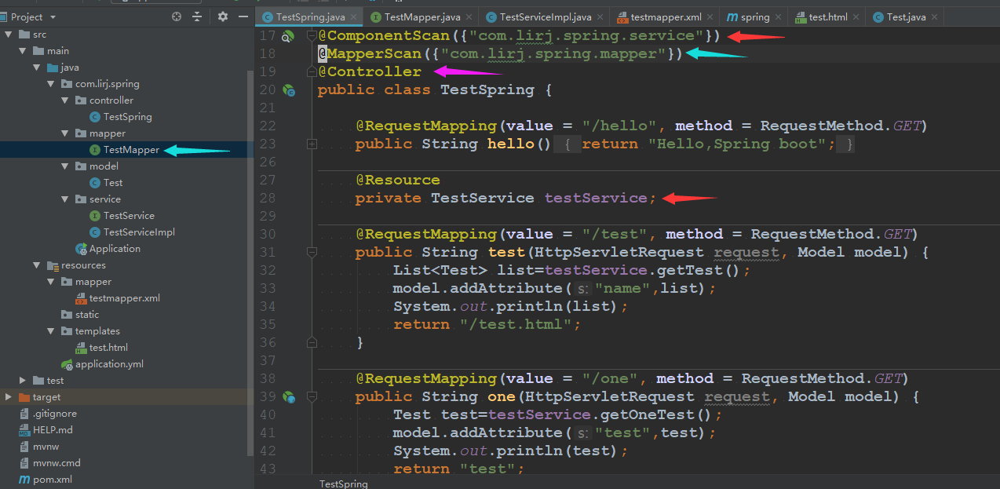 Project
src
main
java
com.lirj.spring
controller
TestSpring
mapper
TestMapper
model
Test
service
TestService
TestServiceImpl
Application
resources
mapper
testmapper.xml
static
templates
test.html
application.yml
test
target
.gitignore
HELP.md
mvnw
mvnw.cmd
pom.xml
TestSpring.java TestMapper.java TestServiceImpl.java testmapper.xml spring test.html Test.java
17 @ComponentScan({"com.lirj.spring.service"})
18 @MapperScan({"com.lirj.spring.mapper"})
19 @Controller
20 public class TestSpring {
21
22 @RequestMapping(value = "/hello", method = RequestMethod.GET)
23 public String hello() { return "Hello,Spring boot"; }
26
27 @Resource
28 private TestService testService;
29
30 @RequestMapping(value = "/test", method = RequestMethod.GET)
31 public String test(HttpServletRequest request, Model model) {
32 List<Test> list=testService.getTest();
33 model.addAttribute( s: "name",list);
34 System.out.println(list);
35 return "/test.html";
36 }
37
38 @RequestMapping(value = "/one", method = RequestMethod.GET)
39 public String one(HttpServletRequest request, Model model) {
40 Test test=testService.getOneTest();
41 model.addAttribute( s: "test",test);
42 System.out.println(test);
43 return "test";
TestSpring